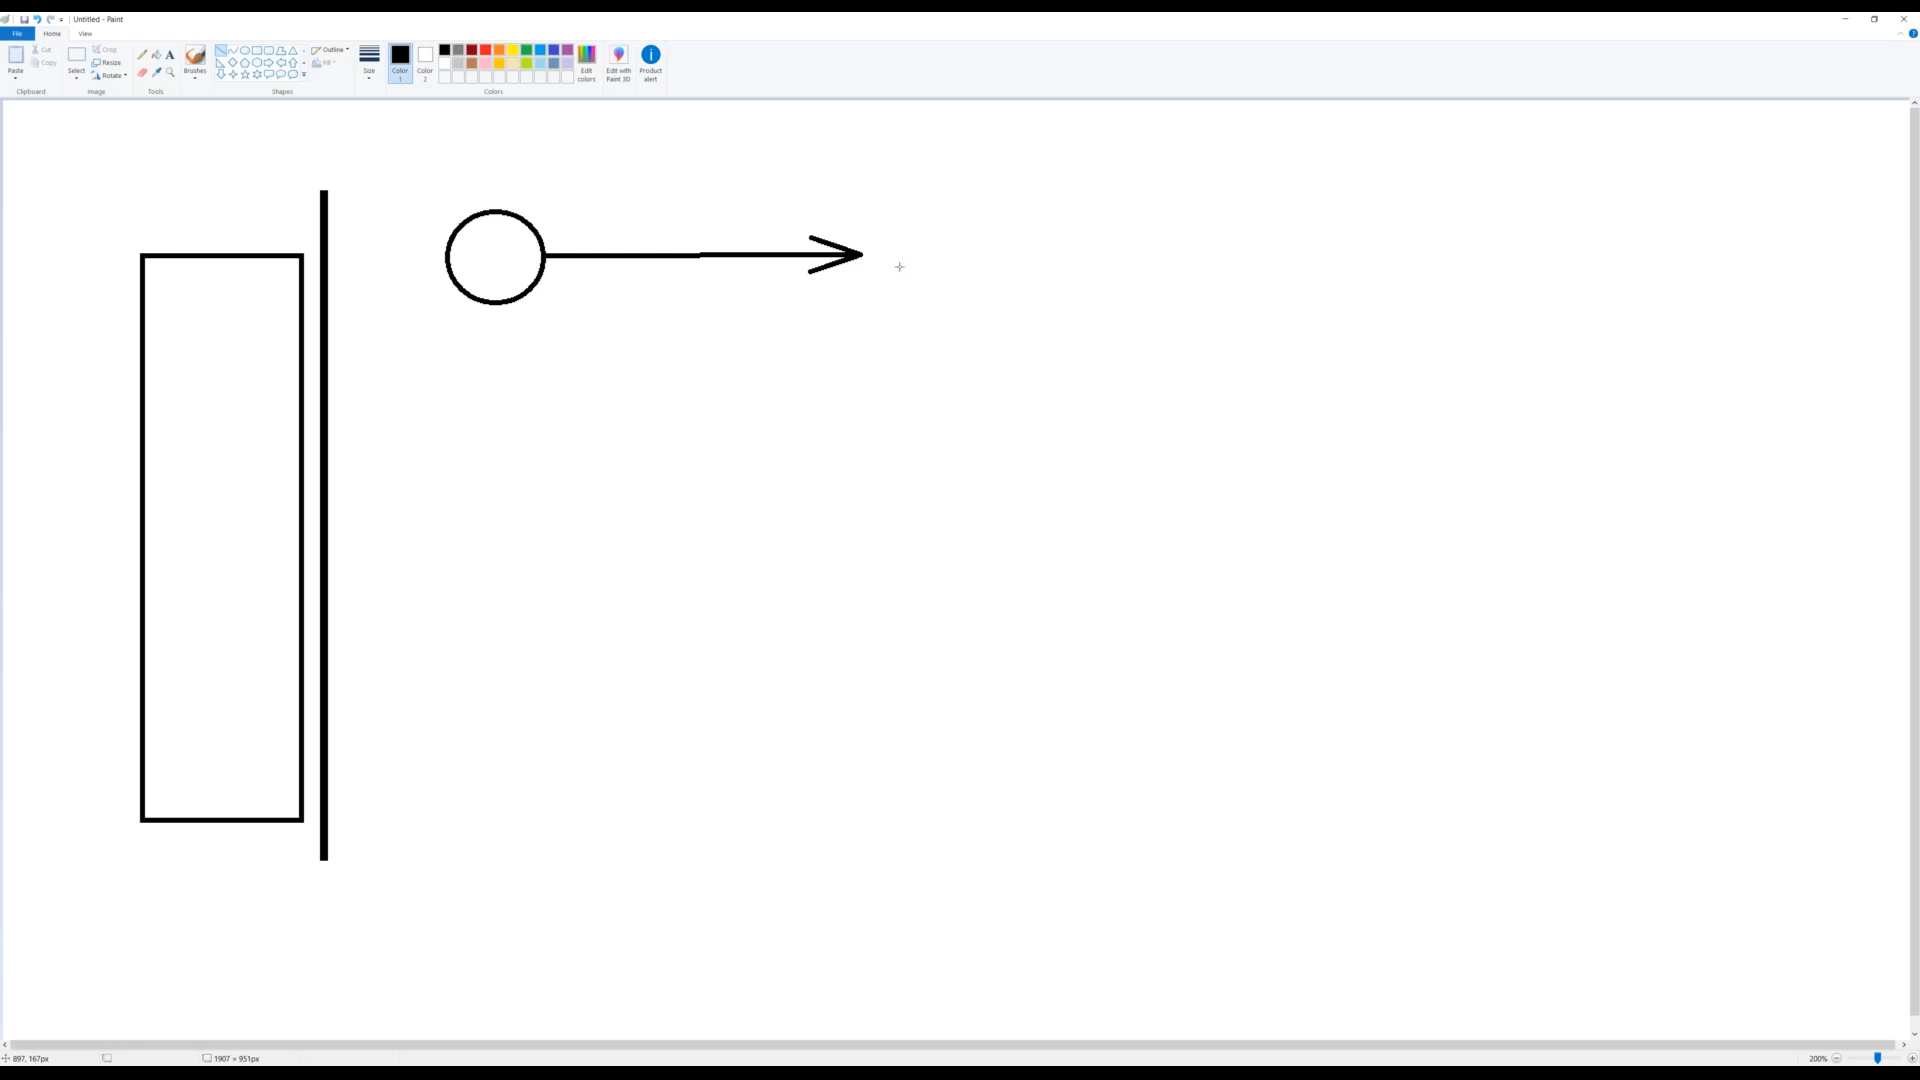 Untitled - Paint
File Home View
Paste
Cut
Copy
Clipboard
Select
Crop
Resize
Rotate
Image
A
Tools
Brushes
Outline
Fill
Shapes
Size
Color 1
Color 2
Edit colors
Colors
Edit with Paint 3D
Product alert
897, 167px
1907 × 951px
200%